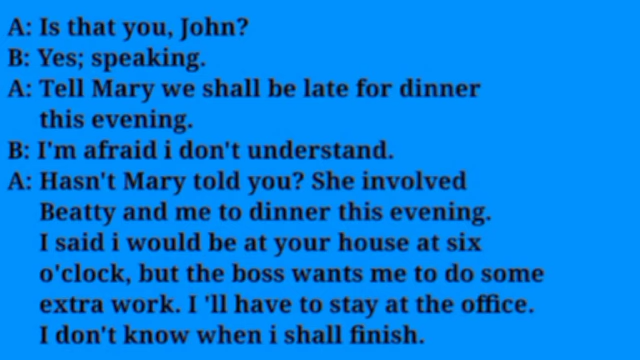 A: Is that you, John?
B: Yes; speaking.
A: Tell Mary we shall be late for dinner
this evening.
B: I'm afraid i don't understand.
A: Hasn't Mary told you? She involved
Beatty and me to dinner this evening.
I said i would be at your house at six
o'clock, but the boss wants me to do some
extra work. I 'll have to stay at the office.
I don't know when i shall finish.